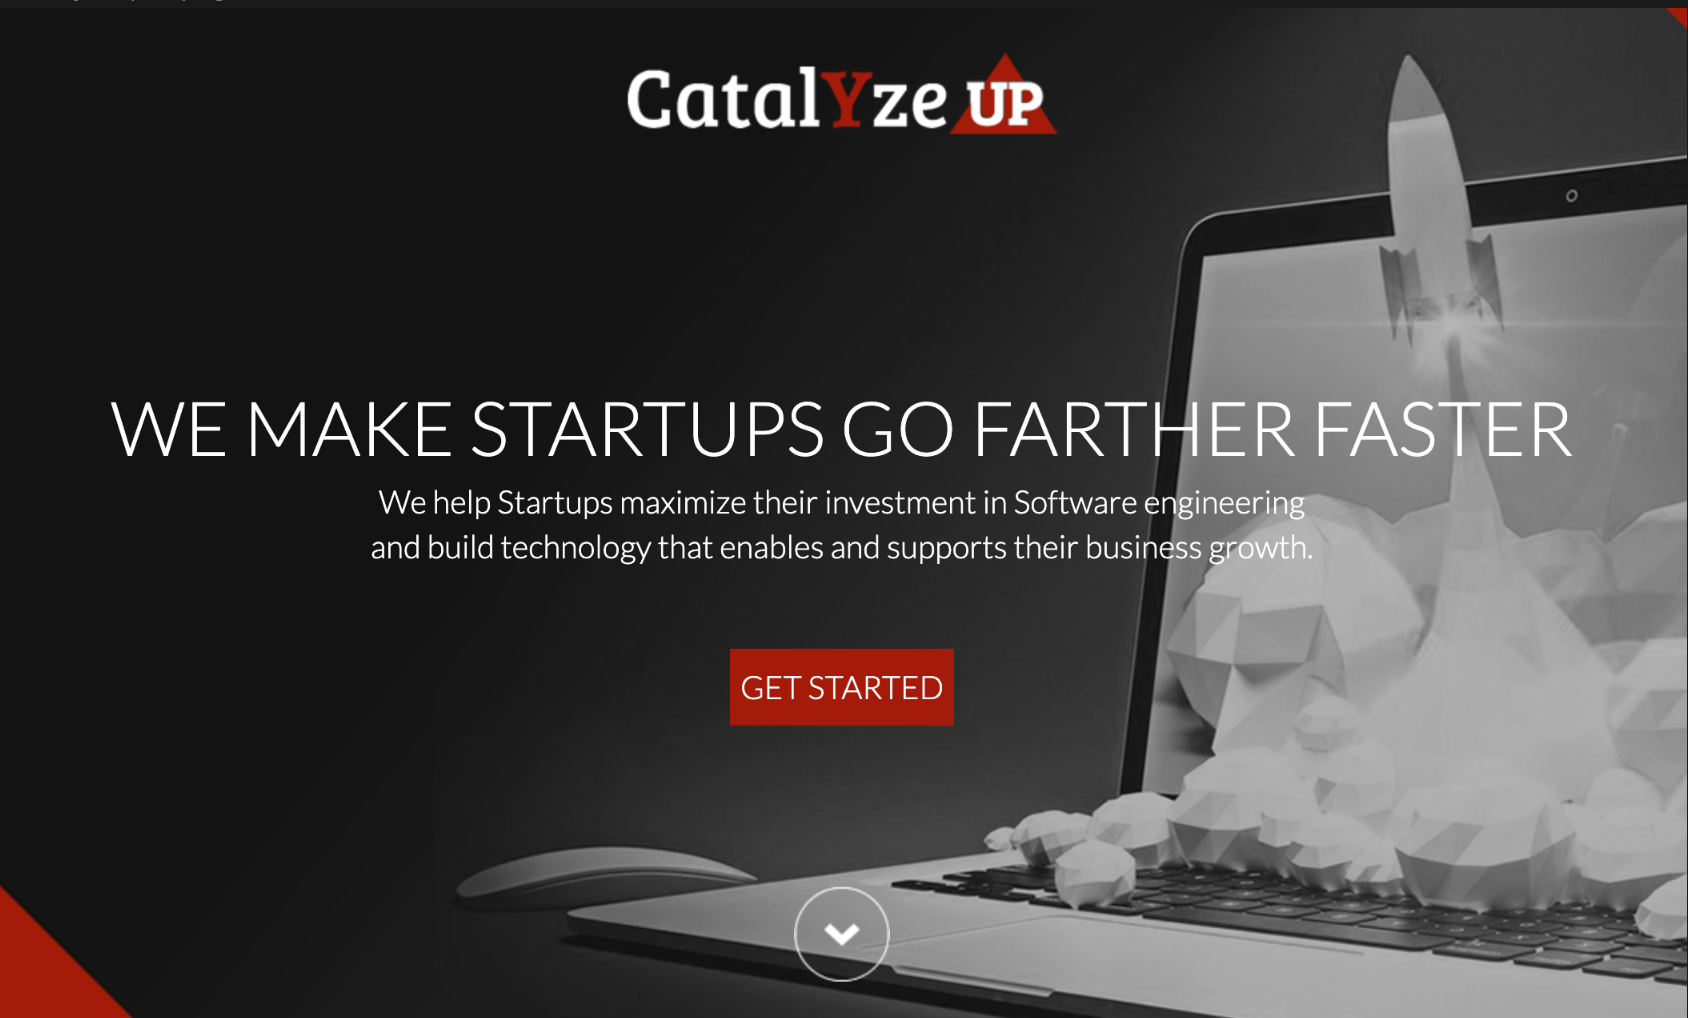 CatalYze UP
WE MAKE STARTUPS GO FARTHER FASTER
We help Startups maximize their investment in Software engineering
and build technology that enables and supports their business growth.
GET STARTED